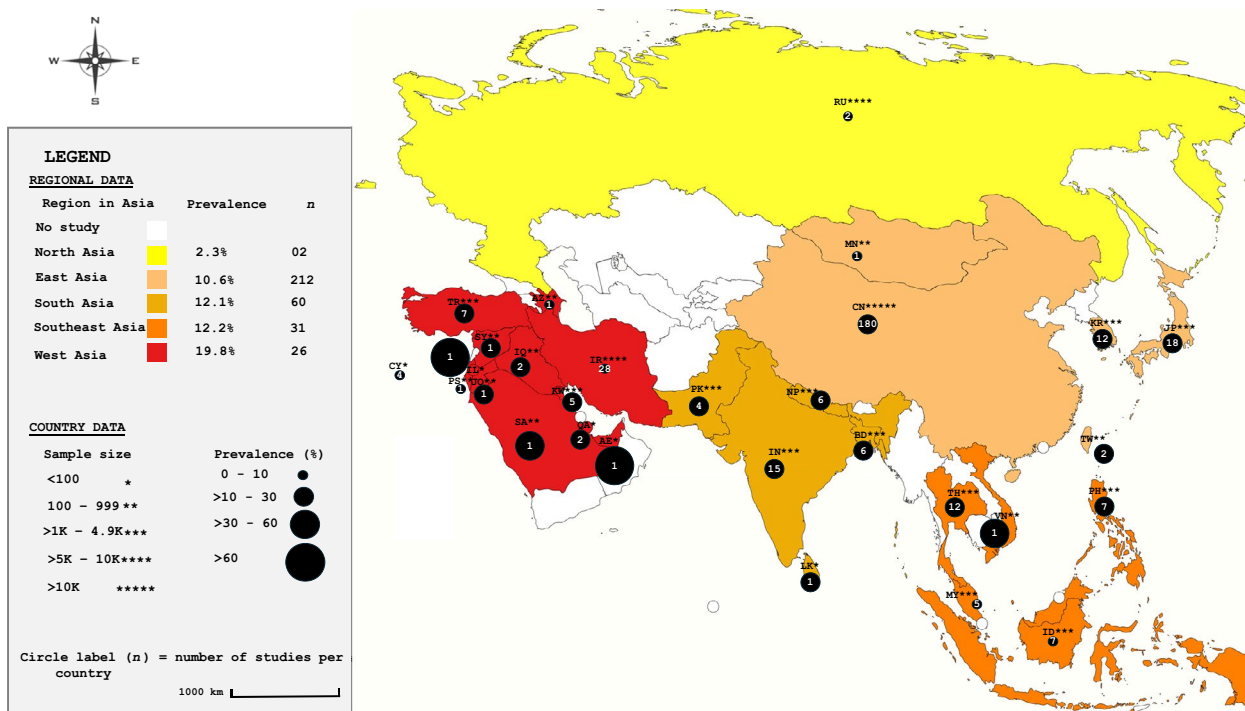 N
W E
S
LEGEND
REGIONAL DATA
Region in Asia Prevalence n
No study
North Asia 2.3% 02
East Asia 10.6% 212
South Asia 12.1% 60
Southeast Asia 12.2% 31
West Asia 19.8% 26
COUNTRY DATA
Sample size Prevalence (%)
<100 * 0 – 10
100 – 999 ** >10 – 30
>1K – 4.9K*** >30 – 60
>5K – 10K**** >60
>10K *****
Circle label (n) = number of studies per
country
1000 km
RU****
2
MN**
1
CN*****
180
KR***
12
JP***
18
TR***
7
AZ**
1
SY**
1
1
IQ**
2
IR****
28
CY*
4
IL*
PS**
1
JO**
1
KW***
5
SA**
1
QA*
2
AE*
1
PK***
4
NP***
6
BD***
6
IN***
15
LK*
1
TW**
2
PH***
7
TH***
12
VN**
1
MY***
5
ID***
7